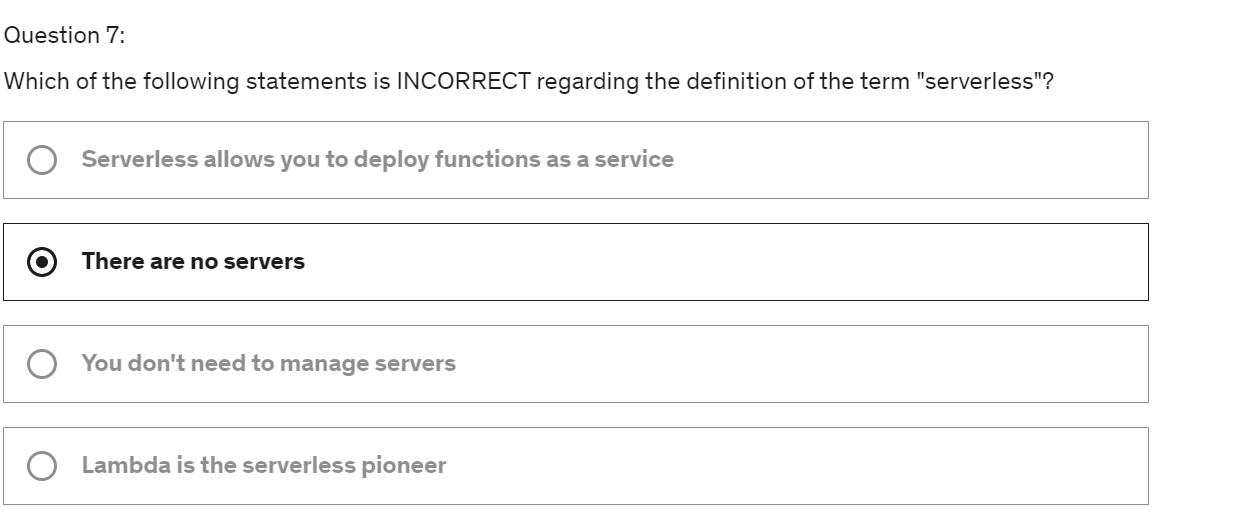 Question 7:
Which of the following statements is INCORRECT regarding the definition of the term "serverless"?
Serverless allows you to deploy functions as a service
There are no servers
You don't need to manage servers
Lambda is the serverless pioneer